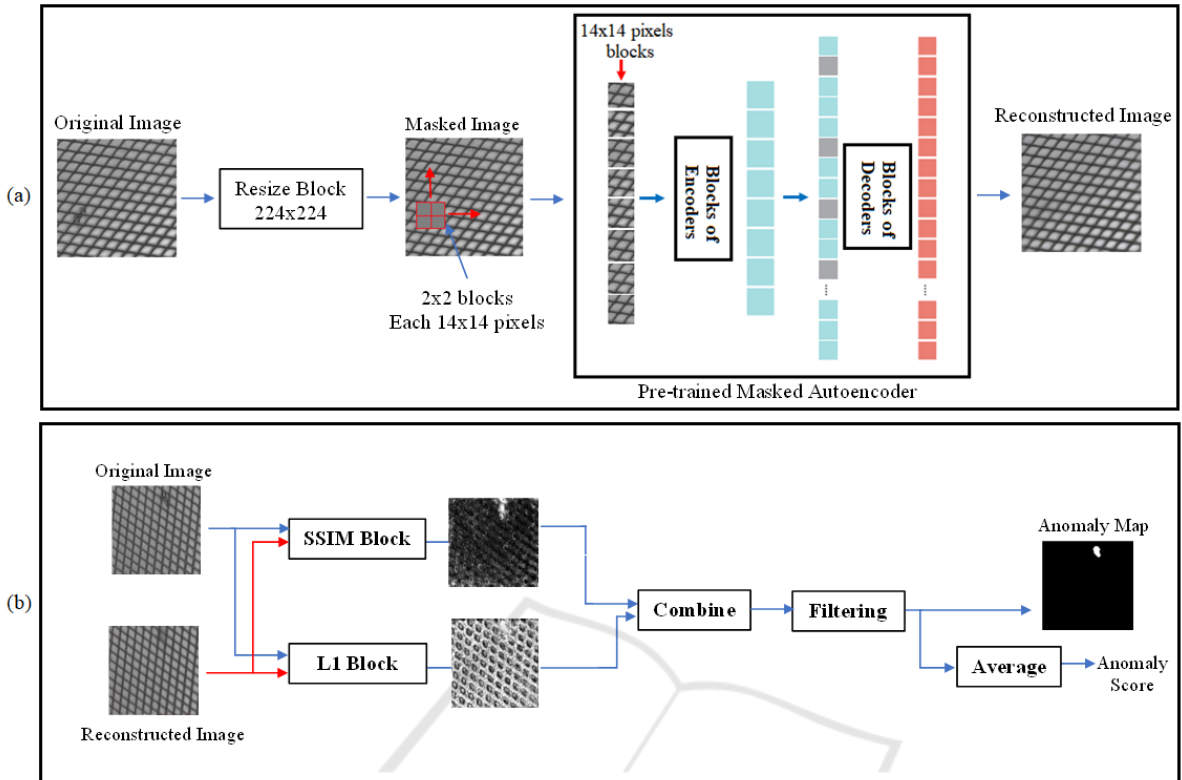 (a)
Original Image
Resize Block
224x224
Masked Image
2x2 blocks
Each 14x14 pixels
14x14 pixels
blocks
Blocks of
Encoders
Blocks of
Decoders
Pre-trained Masked Autoencoder
Reconstructed Image
(b)
Original Image
Reconstructed Image
SSIM Block
L1 Block
Combine
Filtering
Anomaly Map
Average
Anomaly
Score